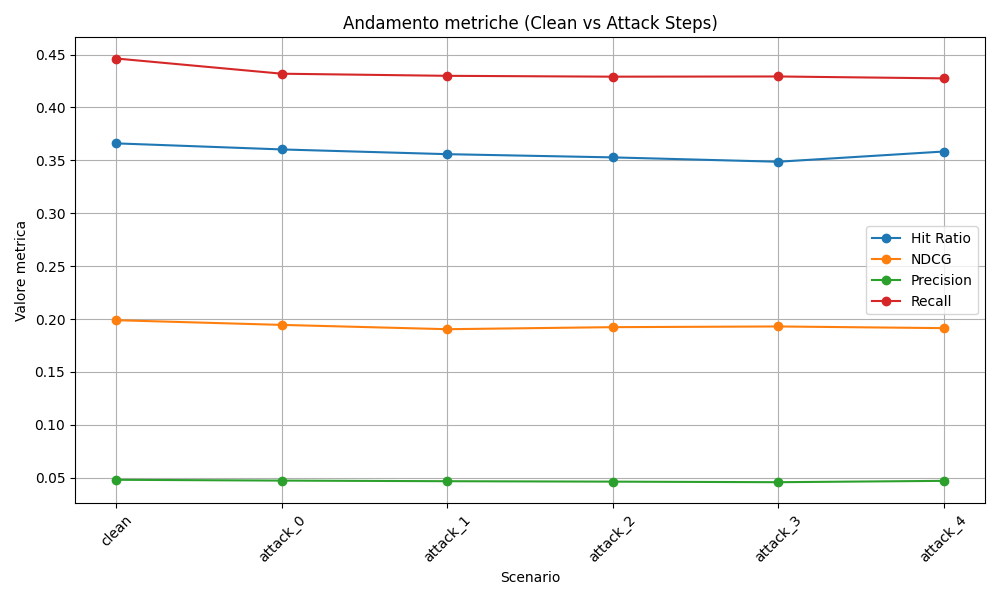 Andamento metriche (Clean vs Attack Steps)
Valore metrica
0.45
0.40
0.35
0.30
0.25
0.20
0.15
0.10
0.05
Hit Ratio
NDCG
Precision
Recall
clean
attack_0
attack_1
attack_2
attack_3
attack_4
Scenario